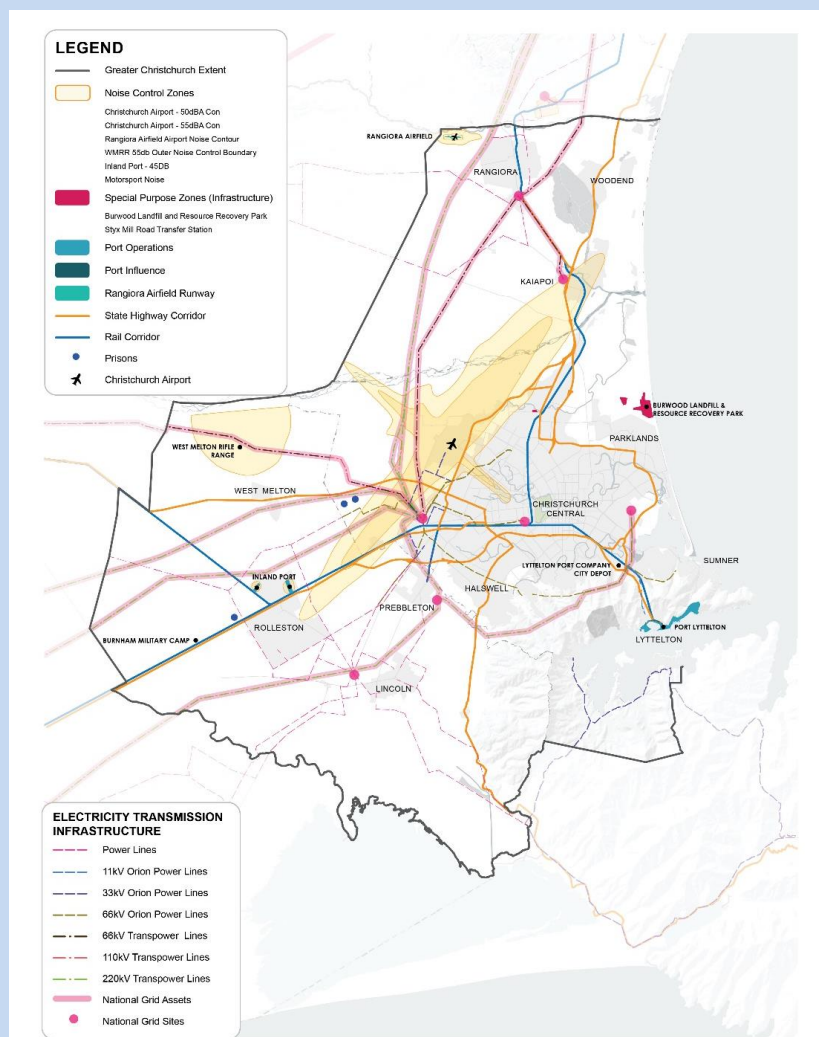 LEGEND
Greater Christchurch Extent
Noise Control Zones
Christchurch Airport - 50dBA Con
Christchurch Airport - 55dBA Con
Rangiora Airfield Airport Noise Contour
WMRR 55db Outer Noise Control Boundary
Inland Port - 45DB
Motorsport Noise
Special Purpose Zones (Infrastructure)
Burwood Landfill and Resource Recovery Park
Styx Mill Road Transfer Station
Port Operations
Port Influence
Rangiora Airfield Runway
State Highway Corridor
Rail Corridor
Prisons
Christchurch Airport
RANGIORA AIRFIELD
RANGIORA
WOODEND
KAIAPOI
BURWOOD LANDFILL &
RESOURCE RECOVERY PARK
PARKLANDS
WEST MELTON RIFLE
RANGE
WEST MELTON
CHRISTCHURCH
CENTRAL
LYTTELTON PORT COMPANY
CITY DEPOT
SUMNER
INLAND PORT
HALSWELL
PREBBLETON
ROLLESTON
PORT LYTTELTON
LYTTELTON
BURNHAM MILITARY CAMP
LINCOLN
ELECTRICITY TRANSMISSION
INFRASTRUCTURE
Power Lines
11kV Orion Power Lines
33kV Orion Power Lines
66kV Orion Power Lines
66kV Transpower Lines
110kV Transpower Lines
220kV Transpower Lines
National Grid Assets
National Grid Sites